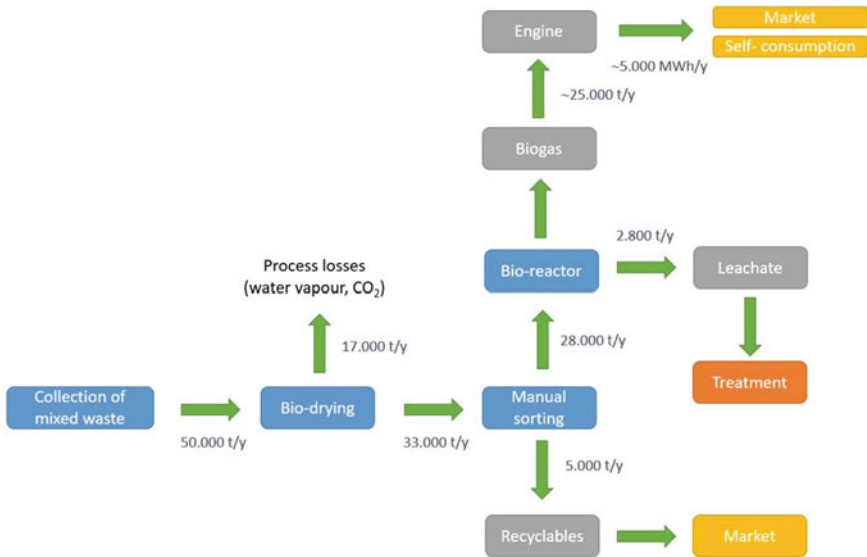 Engine
Market
Self- consumption
~5.000 MWh/y
~25.000 t/y
Biogas
2.800 t/y
Process losses
(water vapour, CO₂)
Bio-reactor
Leachate
17.000 t/y
28.000 t/y
Treatment
Collection of
mixed waste
Bio-drying
Manual
sorting
50.000 t/y
33.000 t/y
5.000 t/y
Recyclables
Market